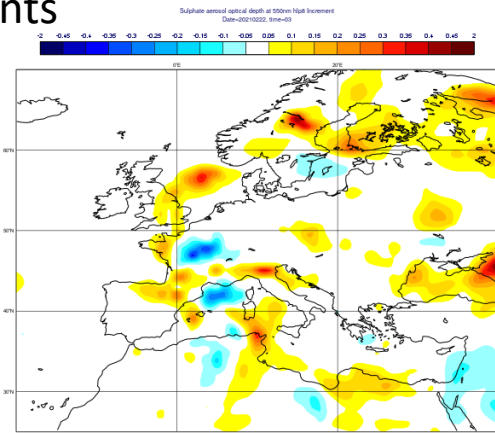 nts
Sulphate aerosol optical depth at 550nm hlp8 Increment
Date=20210222, time=03
-2 -0.45 -0.4 -0.35 -0.3 -0.25 -0.2 -0.15 -0.1 -0.05 0.05 0.1 0.15 0.2 0.25 0.3 0.35 0.4 0.45 2
0°E 20°E
60°N
50°N
40°N
30°N